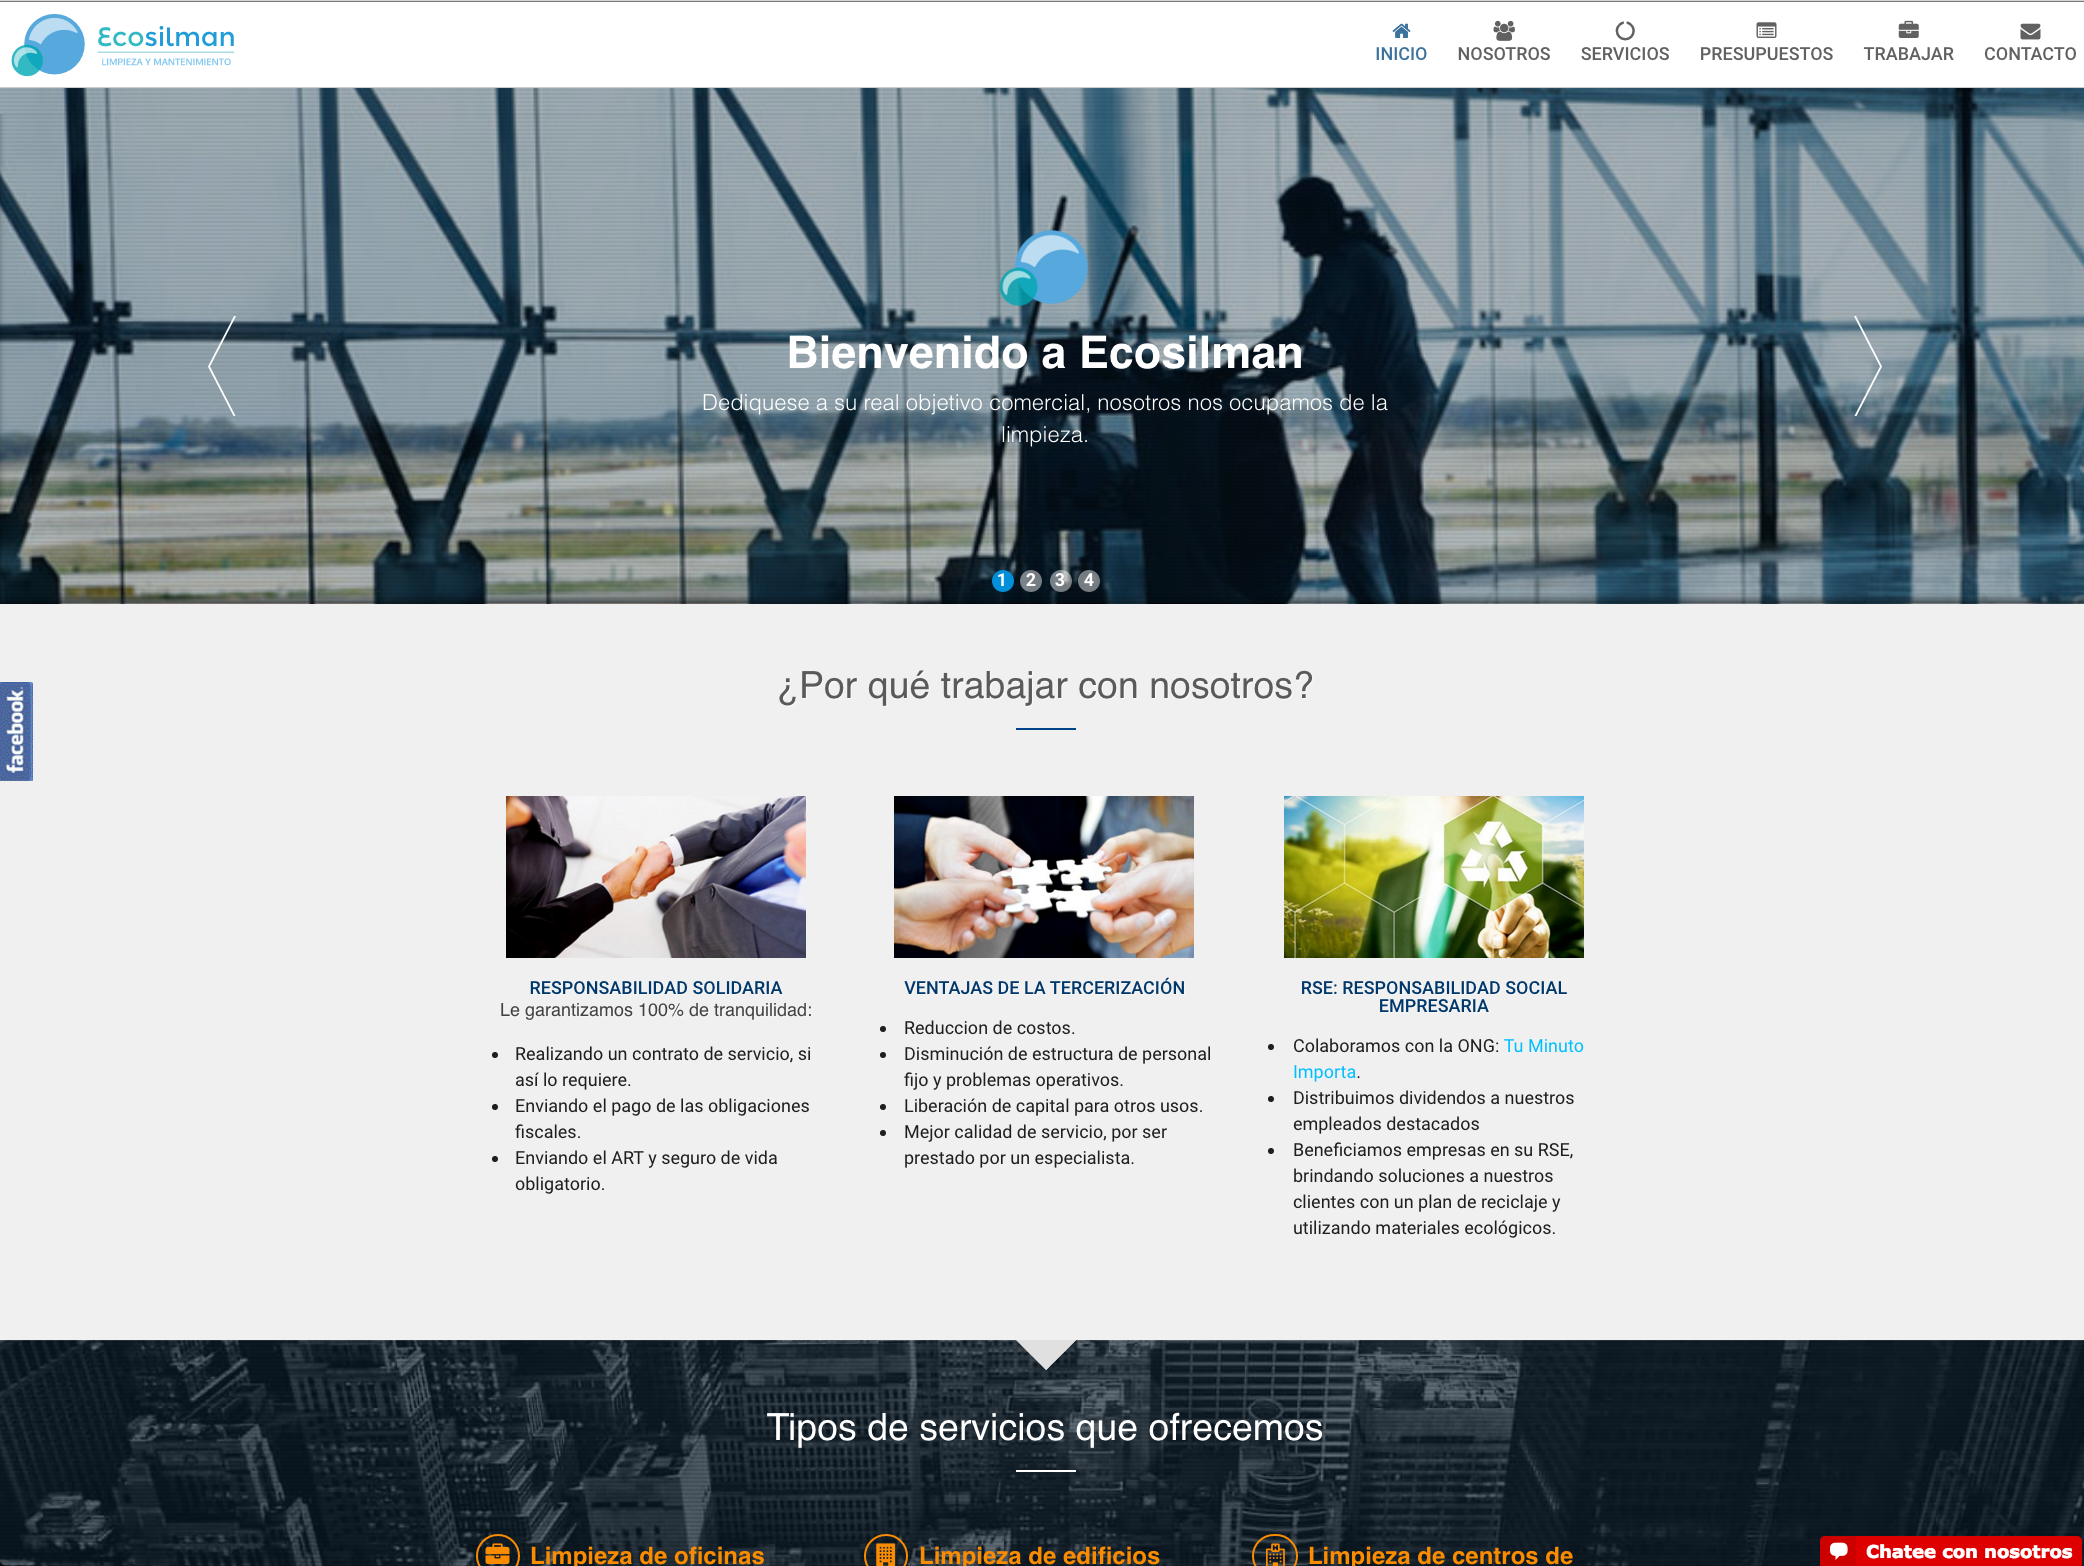 Ecosilman
LIMPIEZA Y MANTENIMIENTO
INICIO
NOSOTROS
SERVICIOS
PRESUPUESTOS
TRABAJAR
CONTACTO
Bienvenido a Ecosilman
Dediquese a su real objetivo comercial, nosotros nos ocupamos de la
limpieza.
1 2 3 4
facebook
¿Por qué trabajar con nosotros?
RESPONSABILIDAD SOLIDARIA
Le garantizamos 100% de tranquilidad:
Realizando un contrato de servicio, si
así lo requiere.
Enviando el pago de las obligaciones
fiscales.
Enviando el ART y seguro de vida
obligatorio.
VENTAJAS DE LA TERCERIZACIÓN
Reduccion de costos.
Disminución de estructura de personal
fijo y problemas operativos.
Liberación de capital para otros usos.
Mejor calidad de servicio, por ser
prestado por un especialista.
RSE: RESPONSABILIDAD SOCIAL
EMPRESARIA
Colaboramos con la ONG: Tu Minuto
Importa.
Distribuimos dividendos a nuestros
empleados destacados
Beneficiamos empresas en su RSE,
brindando soluciones a nuestros
clientes con un plan de reciclaje y
utilizando materiales ecológicos.
Tipos de servicios que ofrecemos
Limpieza de oficinas
Limpieza de edificios
Limpieza de centros de
Chatee con nosotros